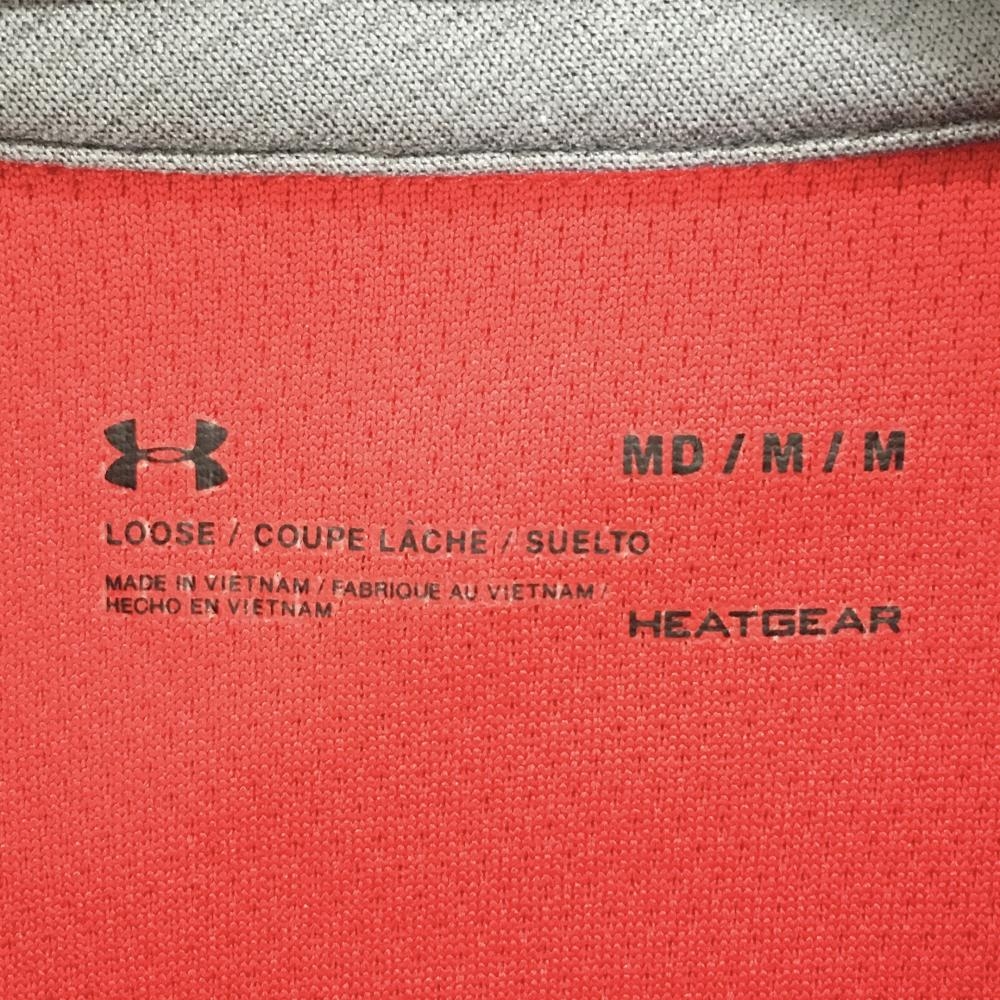 MD / M / M
LOOSE / COUPE LÂCHE / SUELTO
MADE IN VIETNAM / FABRIQUE AU VIETNAM /
HECHO EN VIETNAM
HEATGEAR